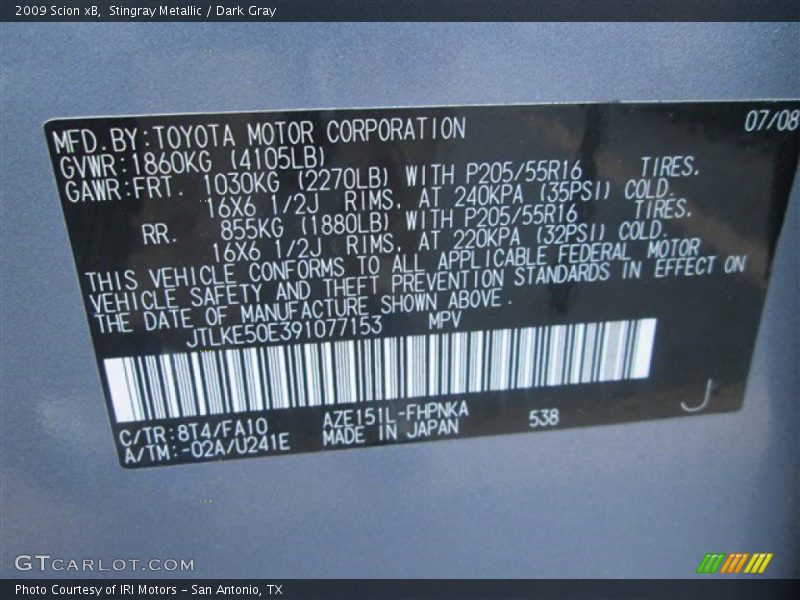 2009 Scion xB, Stingray Metallic / Dark Gray
07/08
MFD.BY:TOYOTA MOTOR CORPORATION
GVWR:1860KG (4105LB)
GAWR:FRT. 1030KG (2270LB) WITH P205/55R16 TIRES.
16X6 1/2J RIMS, AT 240KPA (35PSI) COLD.
RR. 855KG (1880LB) WITH P205/55R16 TIRES.
16X6 1/2J RIMS, AT 220KPA (32PSI) COLD.
THIS VEHICLE CONFORMS TO ALL APPLICABLE FEDERAL MOTOR
VEHICLE SAFETY AND THEFT PREVENTION STANDARDS IN EFFECT ON
THE DATE OF MANUFACTURE SHOWN ABOVE.
JTLKE50E391077153 MPV
C/TR:8T4/FA10 AZE151L-FHPNKA 538 J
A/TM:-02A/U241E MADE IN JAPAN
GTCARLOT.COM
Photo Courtesy of IRI Motors - San Antonio, TX